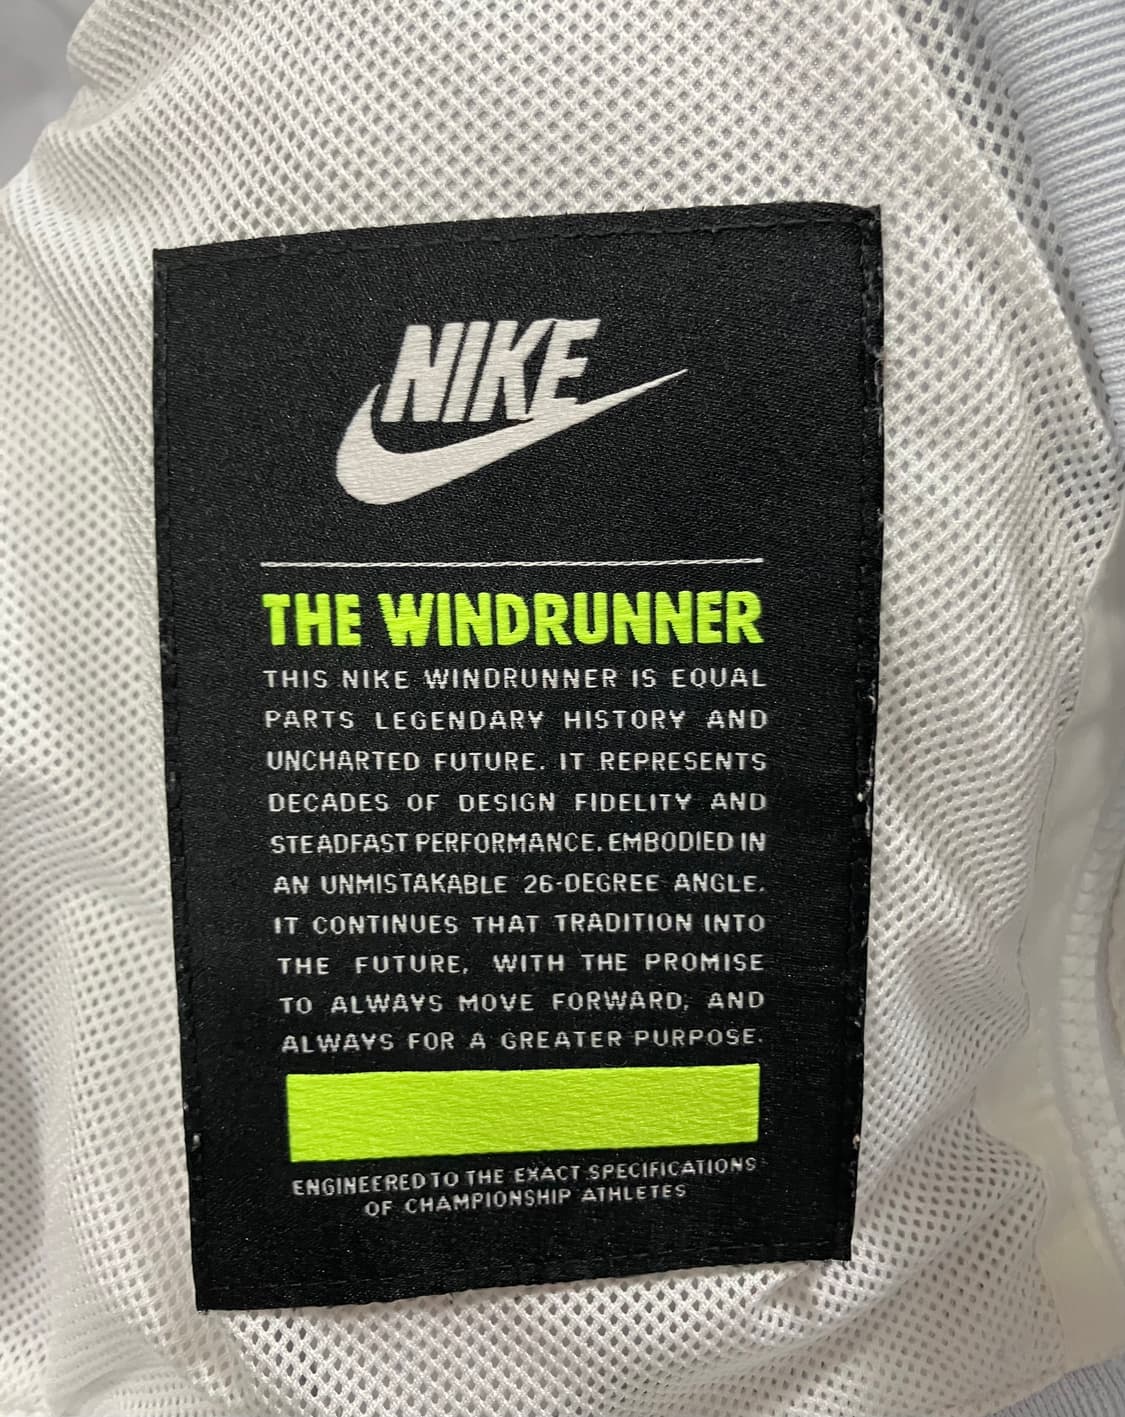 NIKE
THE WINDRUNNER
THIS NIKE WINDRUNNER IS EQUAL
PARTS LEGENDARY HISTORY AND
UNCHARTED FUTURE. IT REPRESENTS
DECADES OF DESIGN FIDELITY AND
STEADFAST PERFORMANCE. EMBODIED IN
AN UNMISTAKABLE 26-DEGREE ANGLE.
IT CONTINUES THAT TRADITION INTO
THE FUTURE, WITH THE PROMISE
TO ALWAYS MOVE FORWARD, AND
ALWAYS FOR A GREATER PURPOSE.
ENGINEERED TO THE EXACT SPECIFICATIONS
OF CHAMPIONSHIP ATHLETES